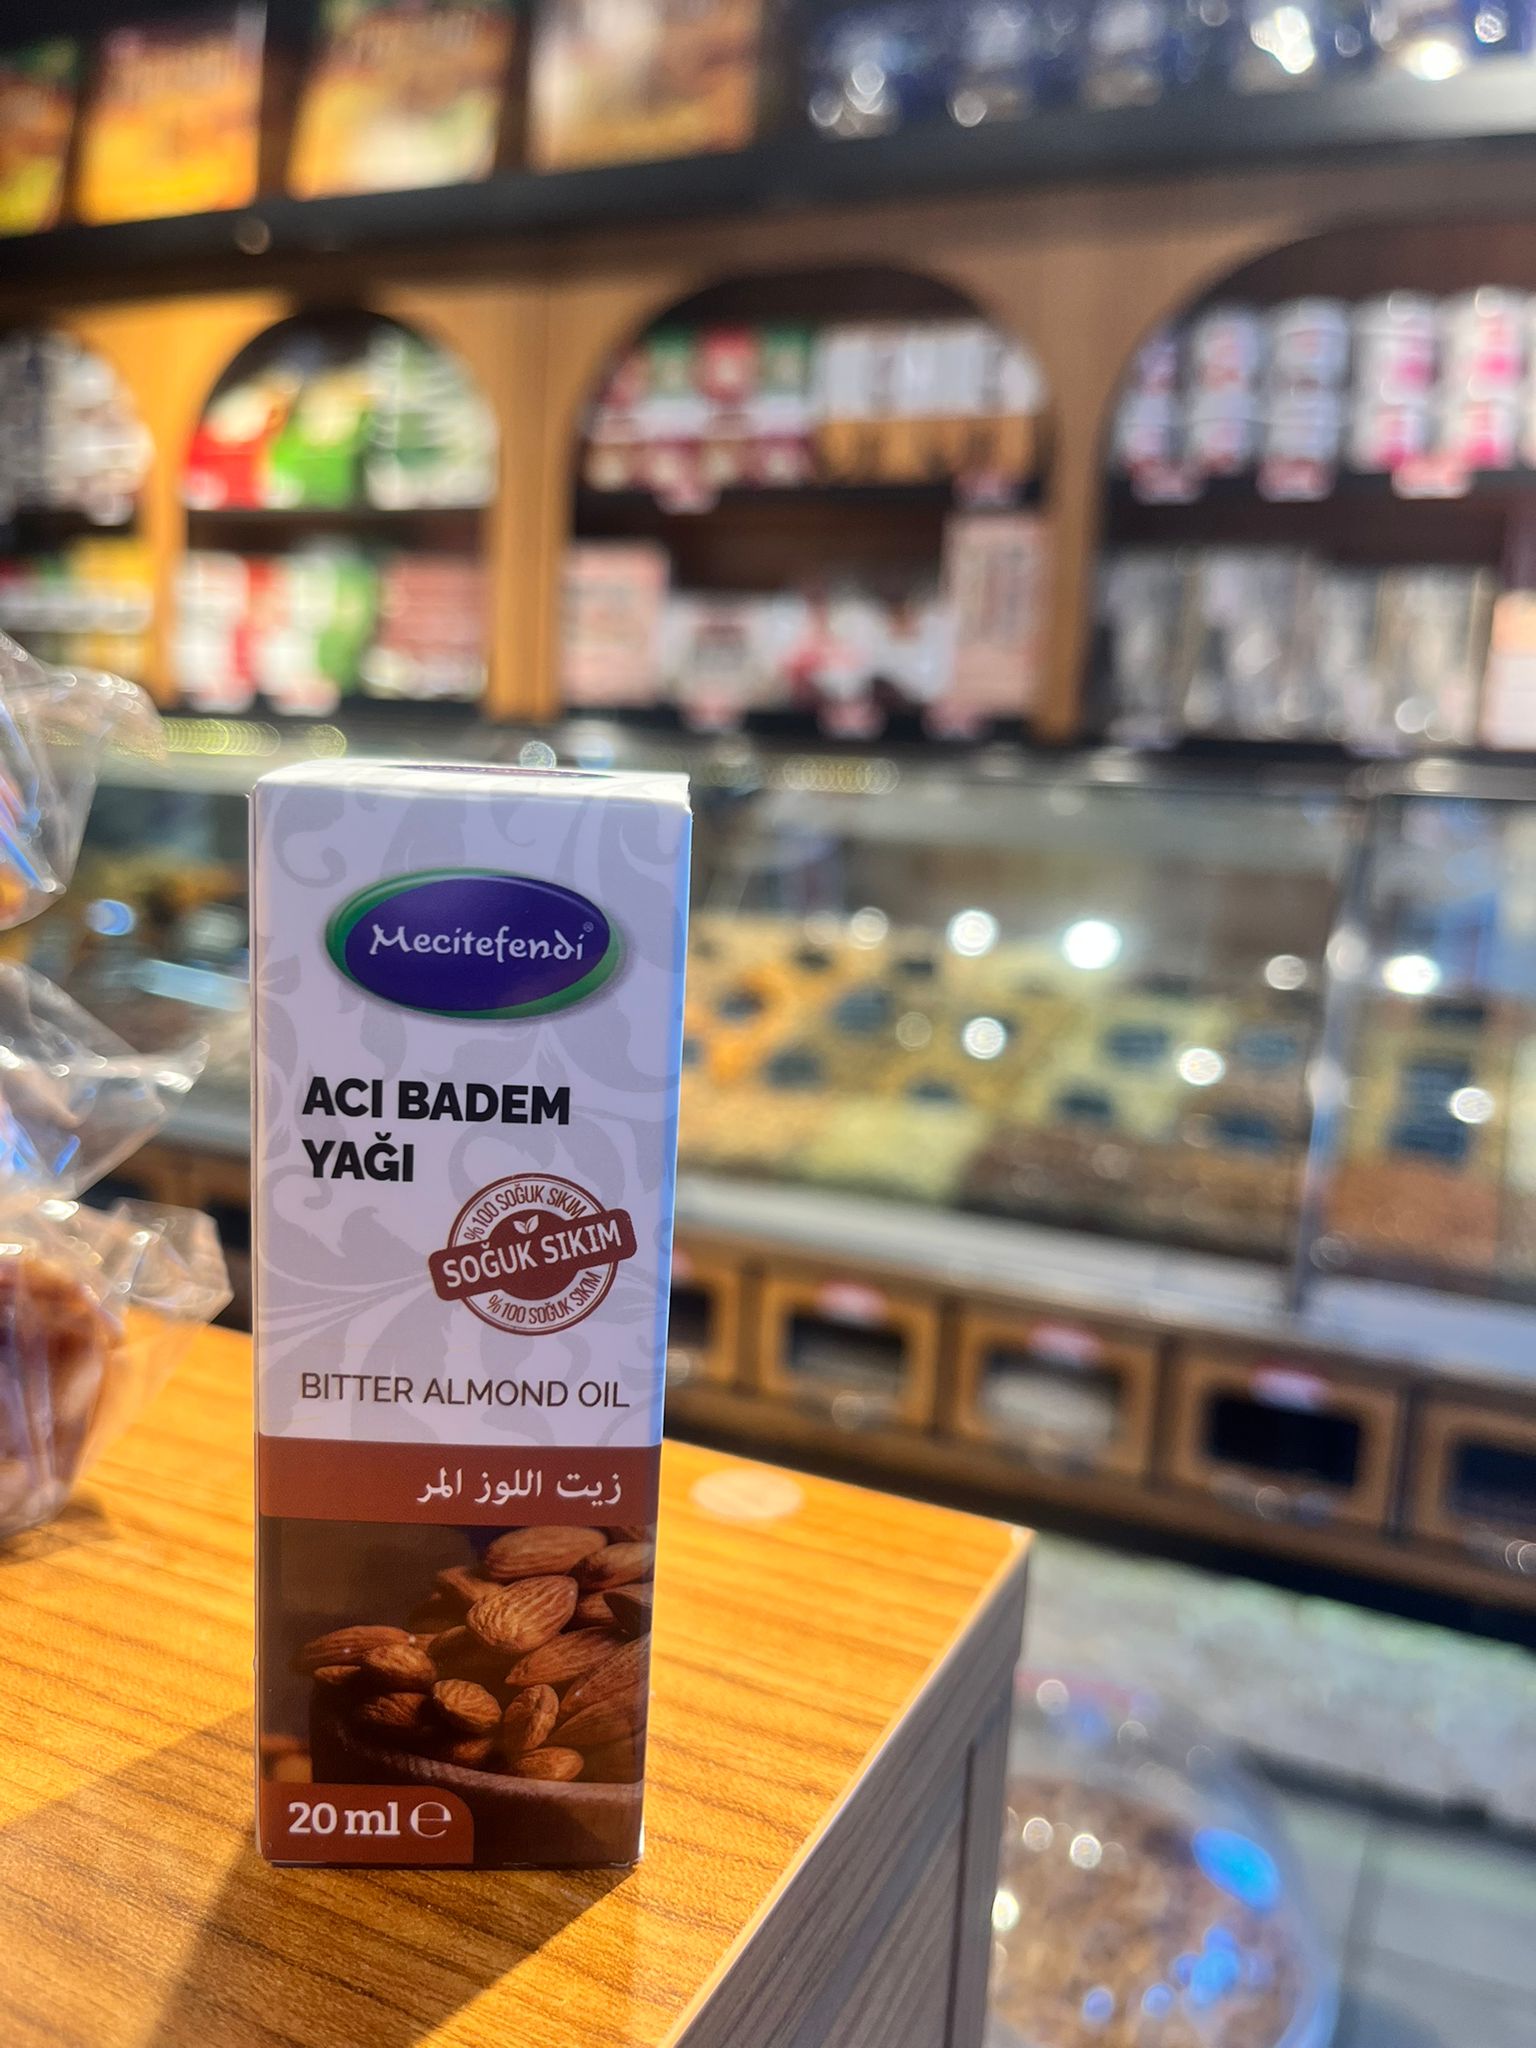 Mecitefendi®
ACI BADEM
YAĞI
%100 SOĞUK SIKIM
SOĞUK SIKIM
%100 SOĞUK SIKIM
BITTER ALMOND OIL
زيت اللوز المر
20 ml ℮